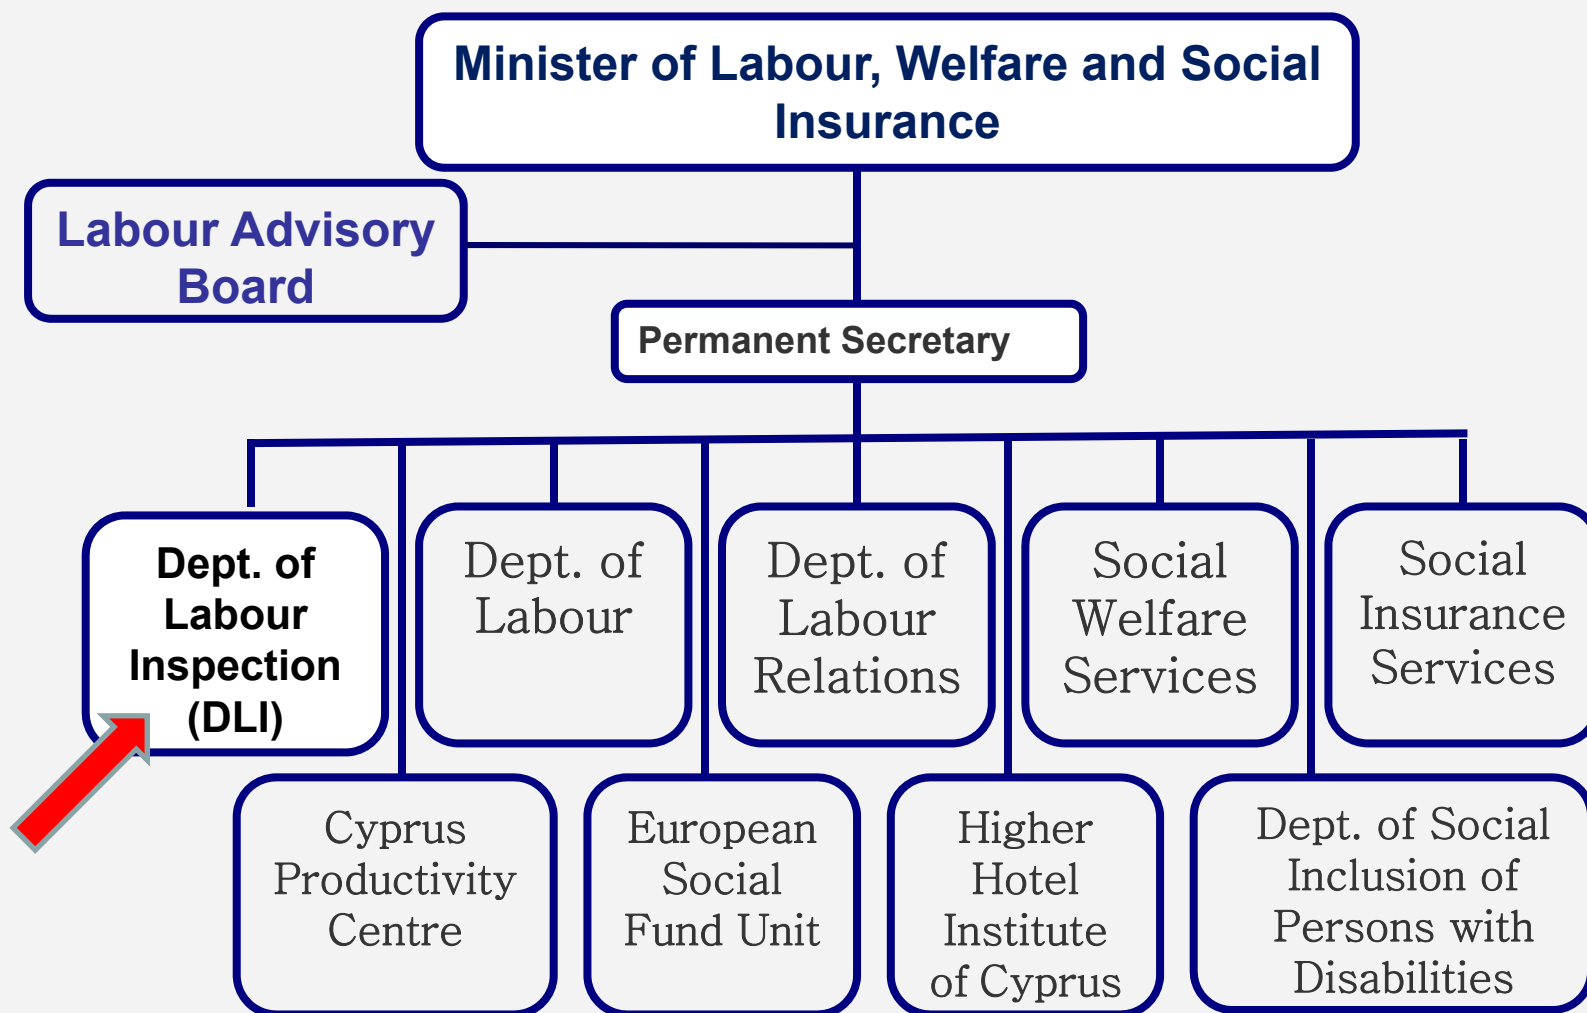 Minister of Labour, Welfare and Social
Insurance
Labour Advisory
Board
Permanent Secretary
Dept. of
Labour
Inspection
(DLI)
Dept. of
Labour
Dept. of
Labour
Relations
Social
Welfare
Services
Social
Insurance
Services
Cyprus
Productivity
Centre
European
Social
Fund Unit
Higher
Hotel
Institute
of Cyprus
Dept. of Social
Inclusion of
Persons with
Disabilities